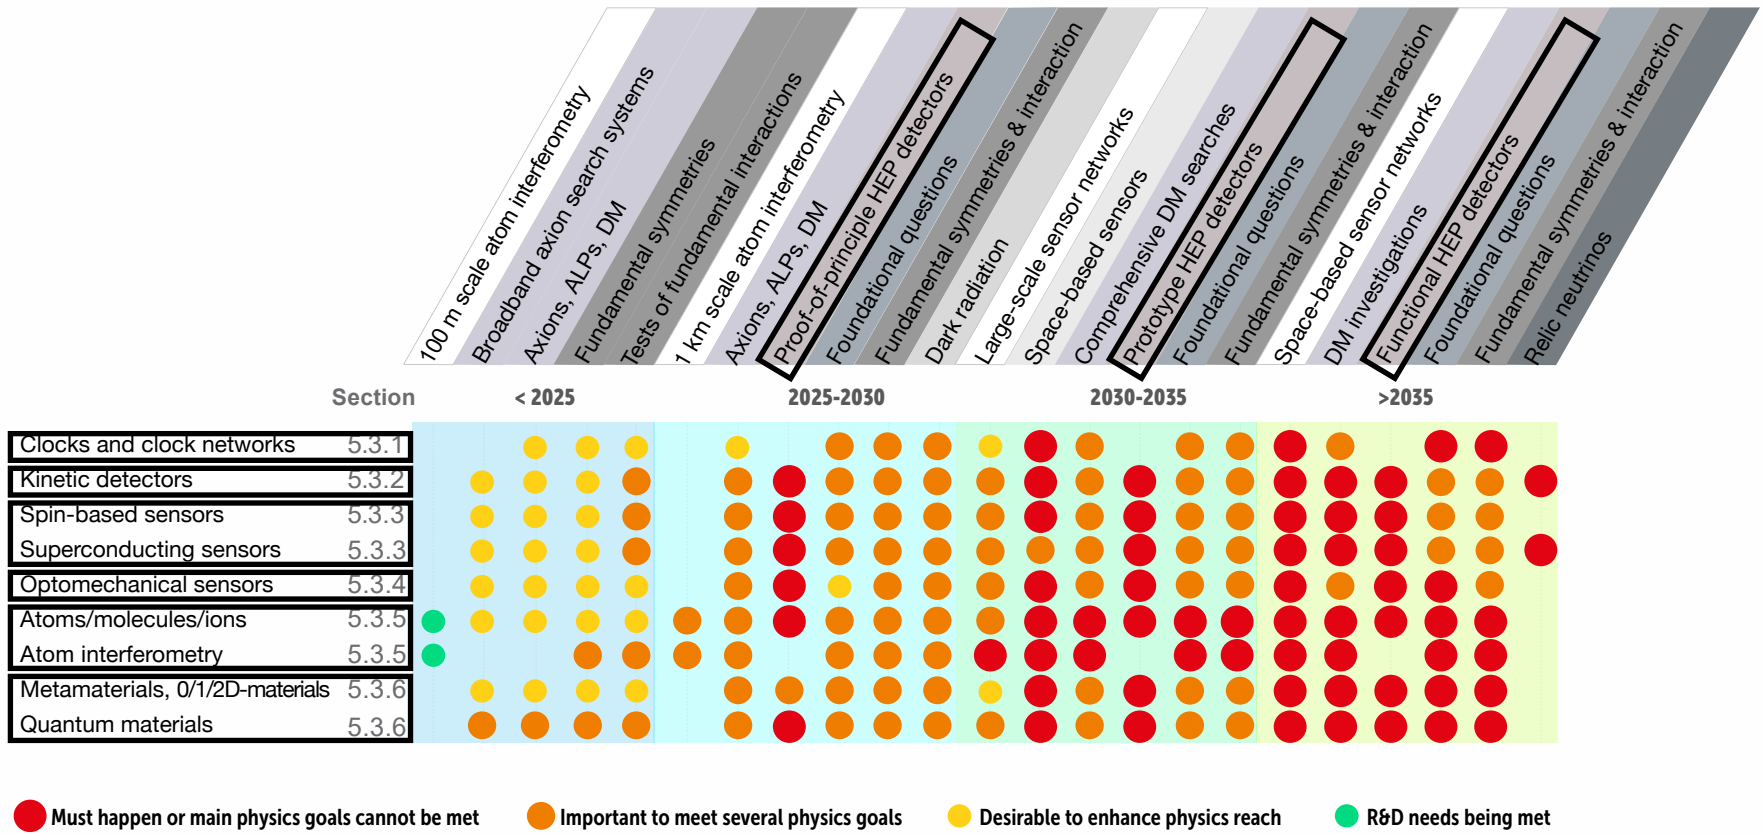 100 m scale atom interferometry
Broadband axion search systems
Axions, ALPs, DM
Fundamental symmetries
Tests of fundamental interactions
1 km scale atom interferometry
Axions, ALPs, DM
Proof-of-principle HEP detectors
Foundational questions
Fundamental symmetries & interaction
Dark radiation
Large-scale sensor networks
Space-based sensors
Comprehensive DM searches
Prototype HEP detectors
Foundational questions
Fundamental symmetries & interaction
Space-based sensor networks
DM investigations
Functional HEP detectors
Foundational questions
Fundamental symmetries & interaction
Relic neutrinos
Section < 2025 2025-2030 2030-2035 >2035
Clocks and clock networks 5.3.1
Kinetic detectors 5.3.2
Spin-based sensors 5.3.3
Superconducting sensors 5.3.3
Optomechanical sensors 5.3.4
Atoms/molecules/ions 5.3.5
Atom interferometry 5.3.5
Metamaterials, 0/1/2D-materials 5.3.6
Quantum materials 5.3.6
Must happen or main physics goals cannot be met Important to meet several physics goals Desirable to enhance physics reach R&D needs being met